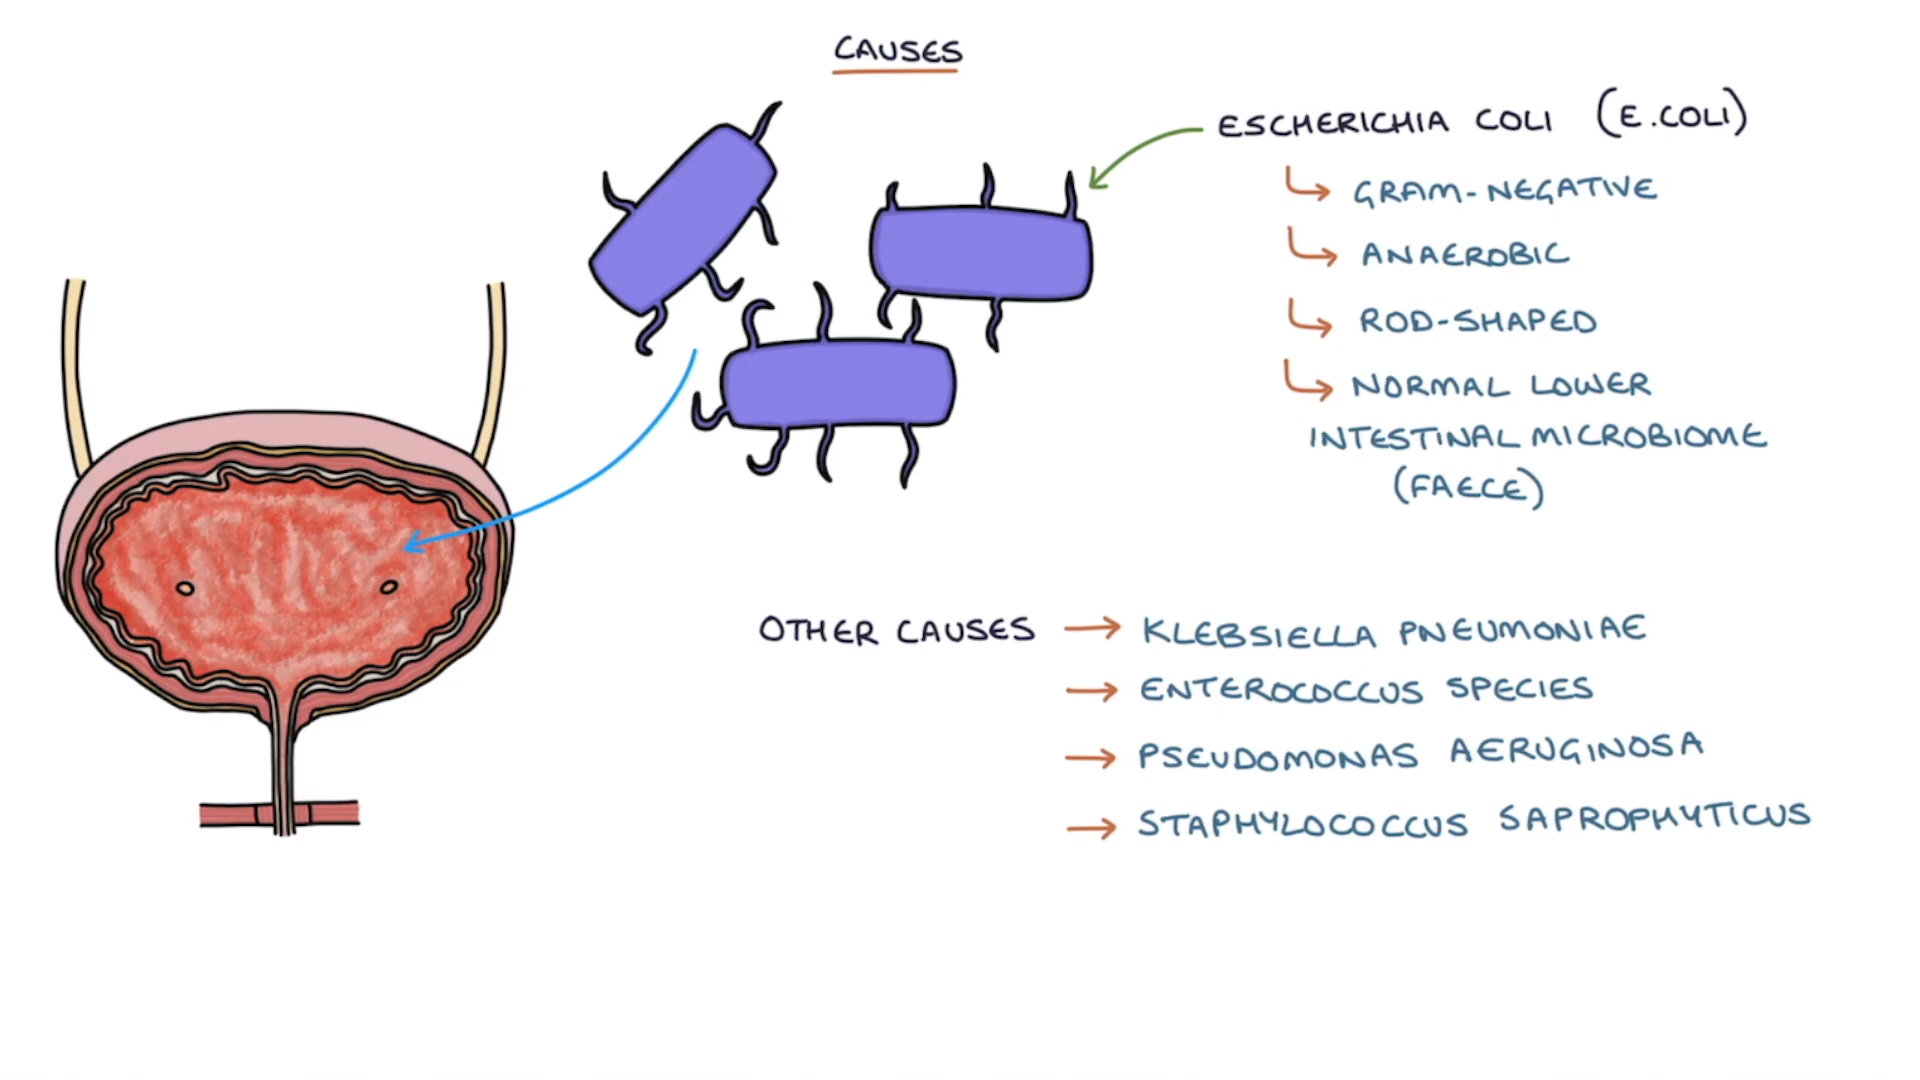 CAUSES
ESCHERICHIA COLI (E.COLI)
GRAM-NEGATIVE
ANAEROBIC
ROD-SHAPED
NORMAL LOWER
INTESTINAL MICROBIOME
(FAECE)
OTHER CAUSES → KLEBSIELLA PNEUMONIAE
→ ENTEROCOCCUS SPECIES
→ PSEUDOMONAS AERUGINOSA
→ STAPHYLOCOCCUS SAPROPHYTICUS